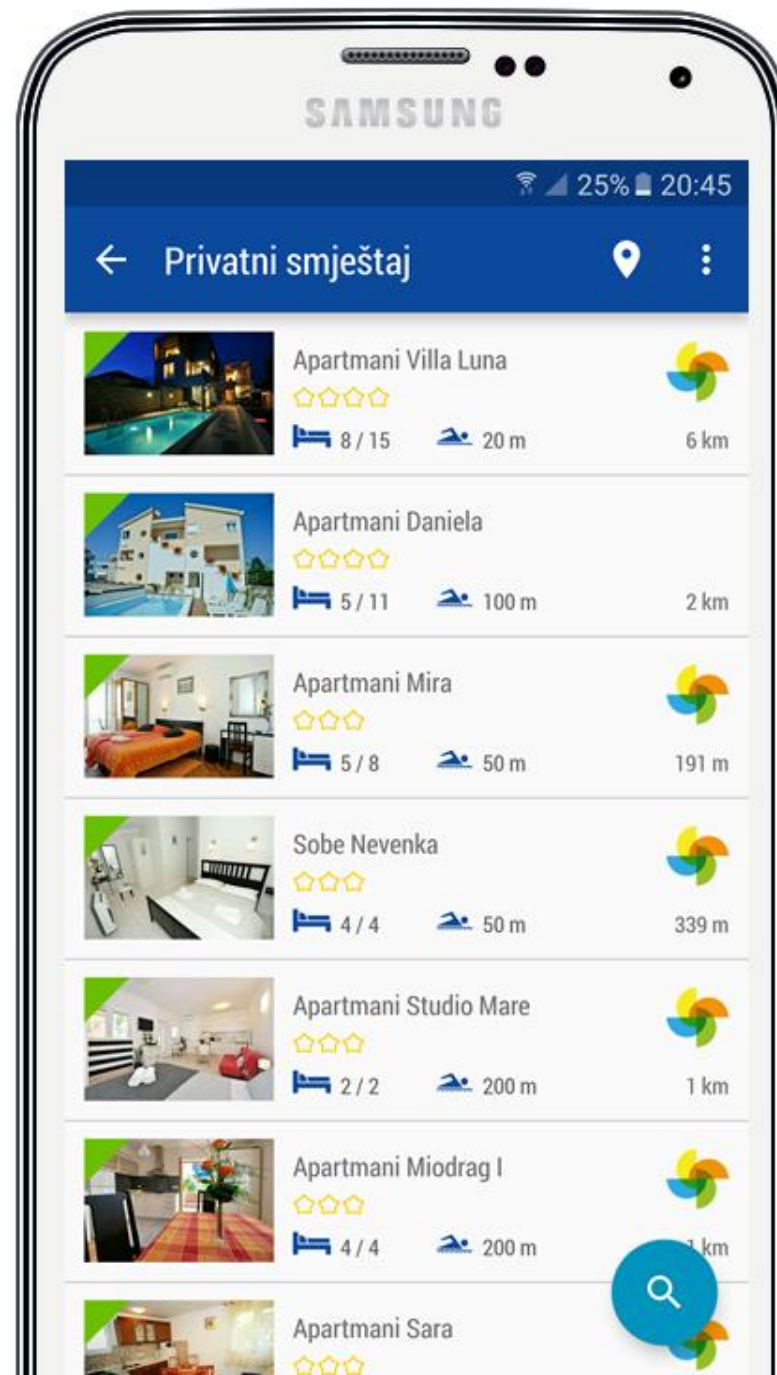 SAMSUNG
25% 20:45
Privatni smještaj
Apartmani Villa Luna
8 / 15 20 m 6 km
Apartmani Daniela
5 / 11 100 m 2 km
Apartmani Mira
5 / 8 50 m 191 m
Sobe Nevenka
4 / 4 50 m 339 m
Apartmani Studio Mare
2 / 2 200 m 1 km
Apartmani Miodrag I
4 / 4 200 m km
Apartmani Sara